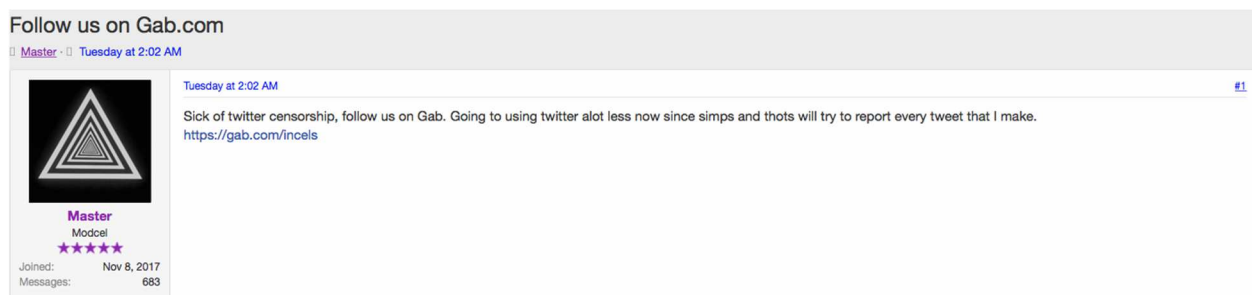 Follow us on Gab.com
Master · Tuesday at 2:02 AM
Tuesday at 2:02 AM #1
Sick of twitter censorship, follow us on Gab. Going to using twitter alot less now since simps and thots will try to report every tweet that I make.
https://gab.com/incels
Master
Modcel
Joined: Nov 8, 2017
Messages: 683